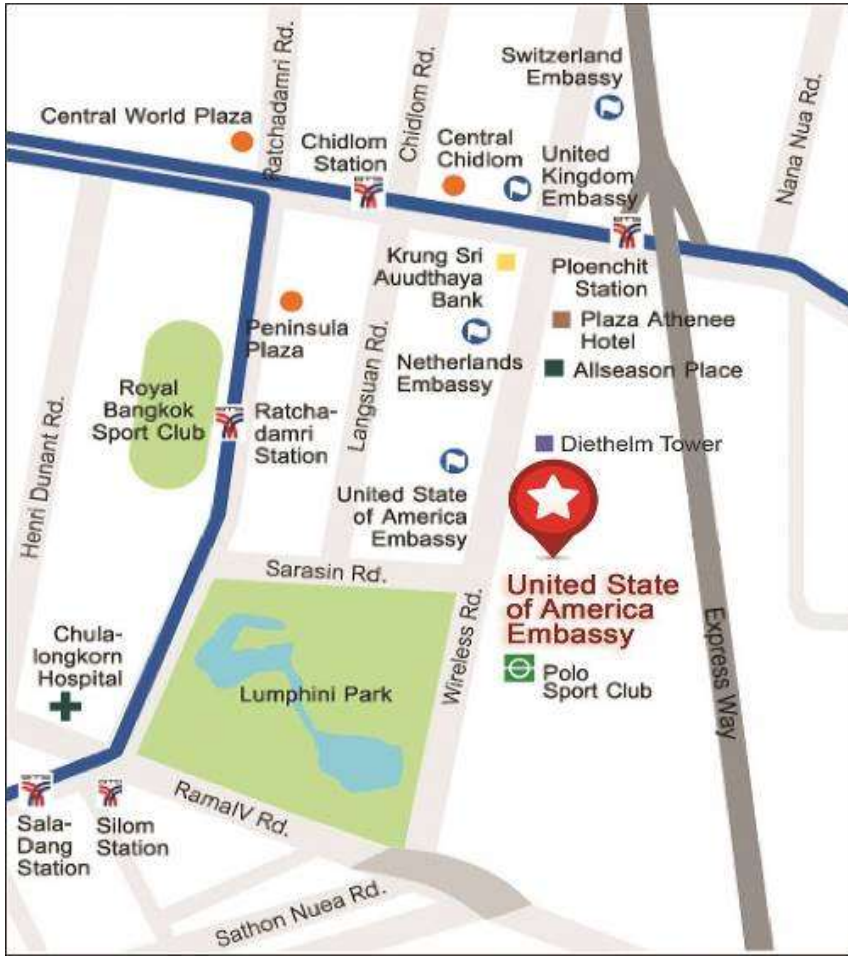 Ratchadamri Rd.
Chidlom Rd.
Switzerland
Embassy
Nana Nua Rd.
Central World Plaza
Chidlom
Station
Central
Chidlom
United
Kingdom
Embassy
Krung Sri
Auudthaya
Bank
Ploenchit
Station
Peninsula
Plaza
Plaza Athenee
Hotel
Netherlands
Embassy
Allseason Place
Langsuan Rd.
Royal
Bangkok
Sport Club
Ratcha-
damri
Station
Diethelm Tower
Henri Dunant Rd.
United State
of America
Embassy
Sarasin Rd.
United State
of America
Embassy
Wireless Rd.
Express Way
Chula-
longkorn
Hospital
Lumphini Park
Polo
Sport Club
RamaIV Rd.
Sala-
Dang
Station
Silom
Station
Sathon Nuea Rd.